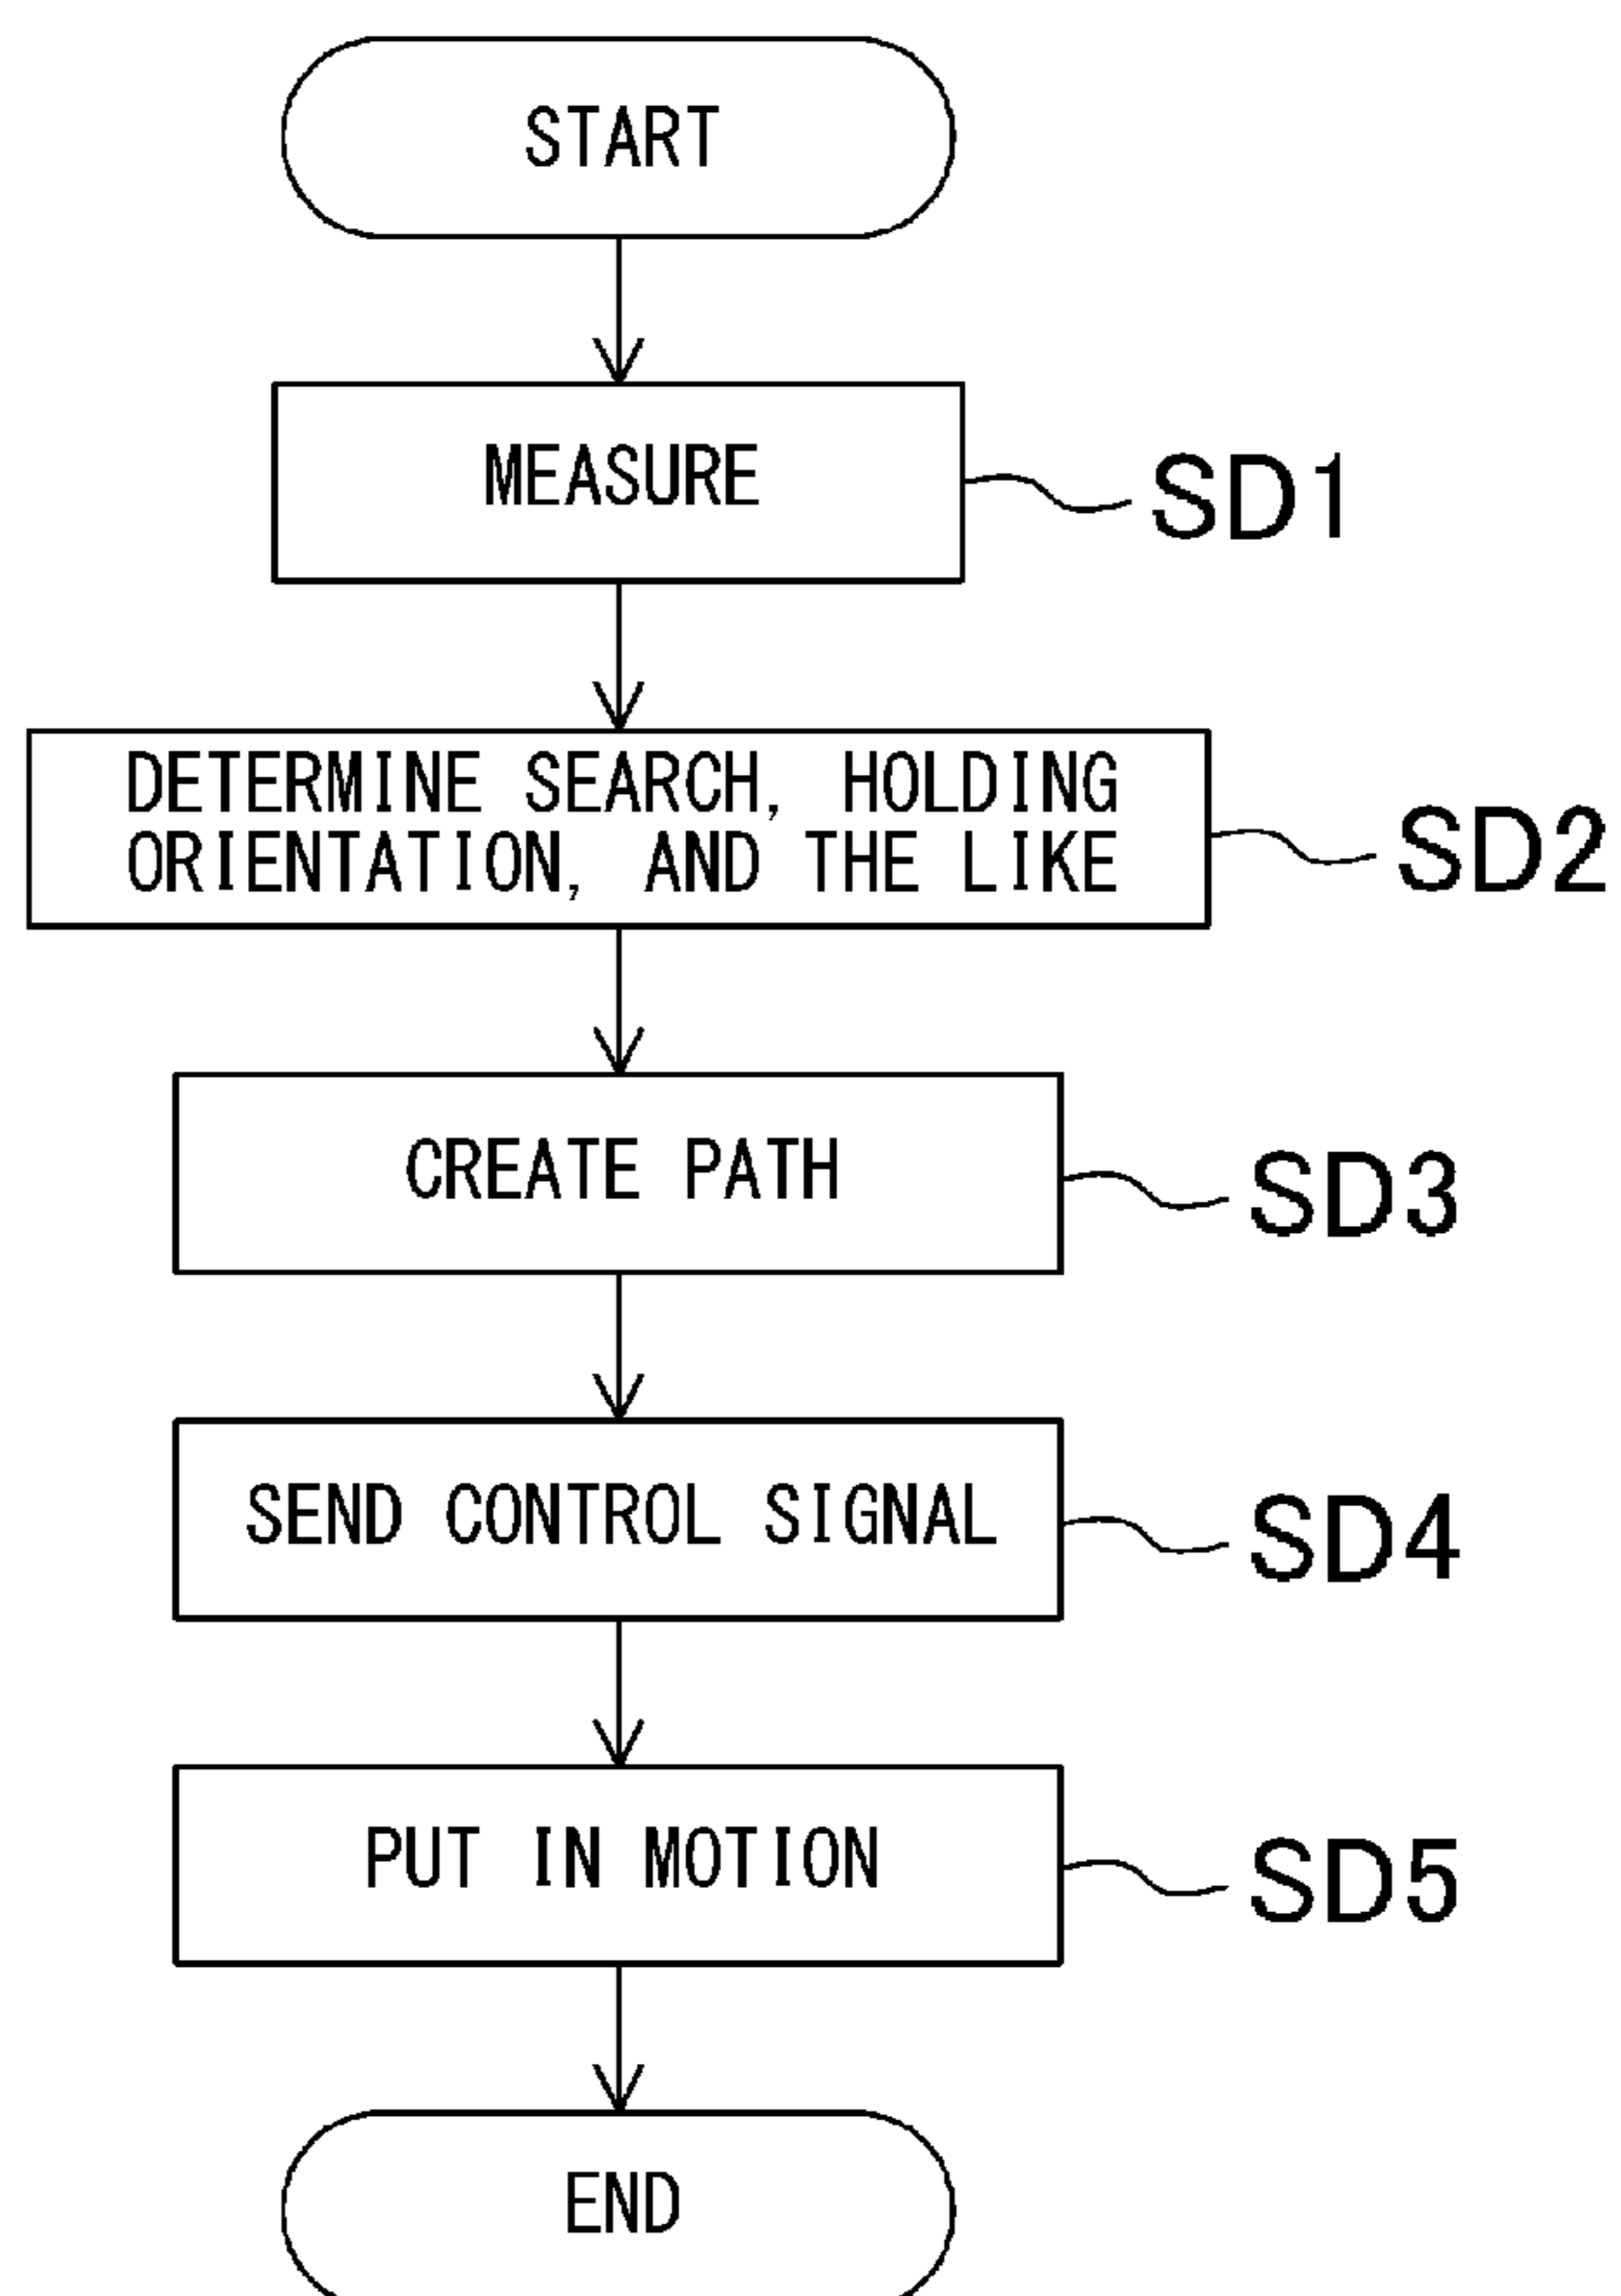 START
MEASURE
SD1
DETERMINE SEARCH, HOLDING
ORIENTATION, AND THE LIKE
SD2
CREATE PATH
SD3
SEND CONTROL SIGNAL
SD4
PUT IN MOTION
SD5
END